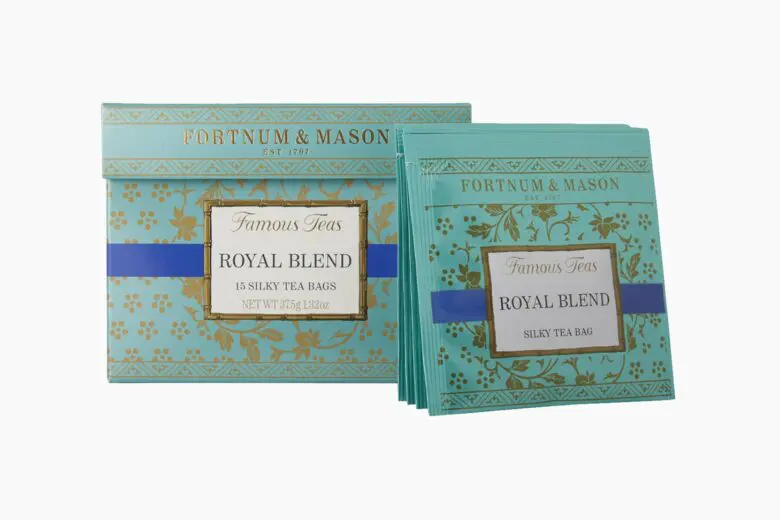 FORTNUM & MASON
EST 1707
Famous Teas
ROYAL BLEND
15 SILKY TEA BAGS
NET WT 37.5g 1.32oz
FORTNUM & MASON
EST 1707
Famous Teas
ROYAL BLEND
SILKY TEA BAG